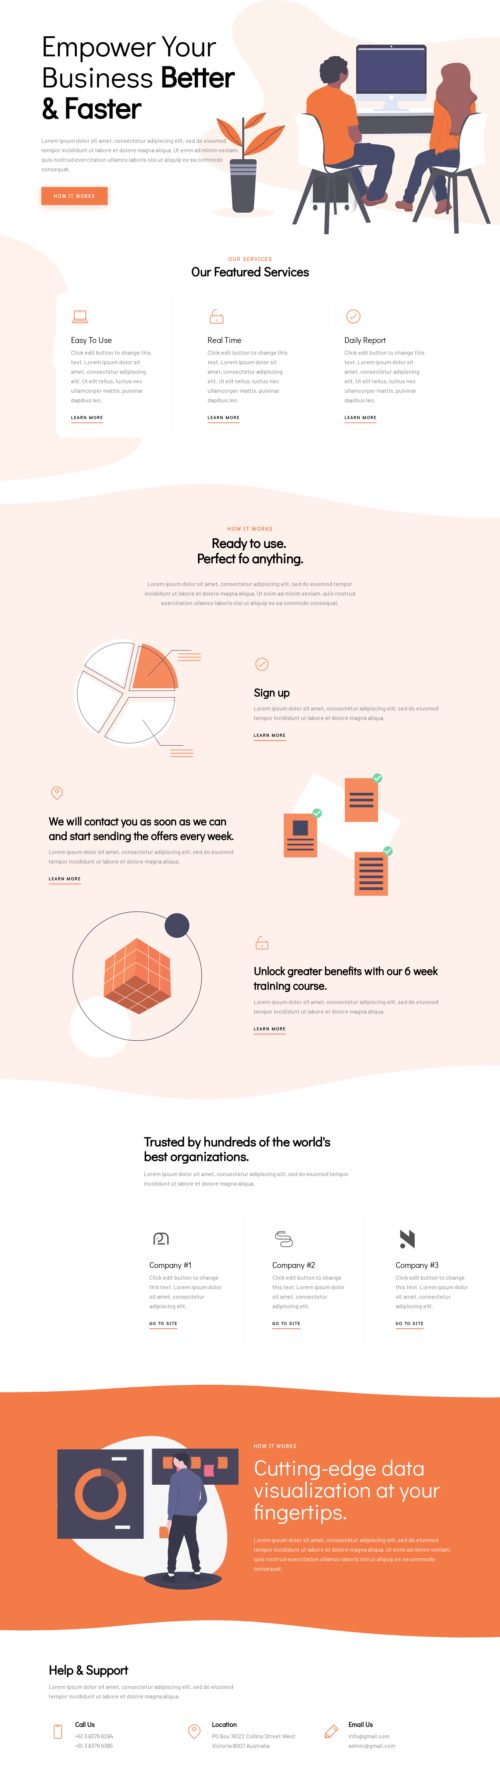 Empower Your
Business Better
& Faster
Lorem ipsum dolor sit amet, consectetur adipiscing elit, sed do eiusmod
tempor incididunt ut labore et dolore magna aliqua. Ut enim ad minim veniam,
quis nostrud exercitation ullamco laboris nisi ut aliquip ex ea commodo
consequat.
HOW IT WORKS
OUR SERVICES
Our Featured Services
Easy To Use
Click edit button to change this
text. Lorem ipsum dolor sit
amet, consectetur adipiscing
elit. Ut elit tellus, luctus nec
ullamcorper mattis, pulvinar
dapibus leo.
LEARN MORE
Real Time
Click edit button to change this
text. Lorem ipsum dolor sit
amet, consectetur adipiscing
elit. Ut elit tellus, luctus nec
ullamcorper mattis, pulvinar
dapibus leo.
LEARN MORE
Daily Report
Click edit button to change this
text. Lorem ipsum dolor sit
amet, consectetur adipiscing
elit. Ut elit tellus, luctus nec
ullamcorper mattis, pulvinar
dapibus leo.
LEARN MORE
HOW IT WORKS
Ready to use.
Perfect fo anything.
Lorem ipsum dolor sit amet, consectetur adipiscing elit, sed do eiusmod tempor
incididunt ut labore et dolore magna aliqua. Ut enim ad minim veniam, quis nostrud
exercitation ullamco laboris nisi ut aliquip ex ea commodo consequat.
Sign up
Lorem ipsum dolor sit amet, consectetur adipiscing elit, sed do eiusmod
tempor incididunt ut labore et dolore magna aliqua.
LEARN MORE
We will contact you as soon as we can
and start sending the offers every week.
Lorem ipsum dolor sit amet, consectetur adipiscing elit, sed do eiusmod
tempor incididunt ut labore et dolore magna aliqua.
LEARN MORE
Unlock greater benefits with our 6 week
training course.
Lorem ipsum dolor sit amet, consectetur adipiscing elit, sed do eiusmod
tempor incididunt ut labore et dolore magna aliqua.
LEARN MORE
Trusted by hundreds of the world's
best organizations.
Lorem ipsum dolor sit amet, consectetur adipiscing elit, sed do eiusmod tempor
incididunt ut labore et dolore magna aliqua.
Company #1
Click edit button to change
this text. Lorem ipsum dolor
sit amet, consectetur
adipiscing elit.
GO TO SITE
Company #2
Click edit button to change
this text. Lorem ipsum dolor
sit amet, consectetur
adipiscing elit.
GO TO SITE
Company #3
Click edit button to change
this text. Lorem ipsum dolor
sit amet, consectetur
adipiscing elit.
GO TO SITE
HOW IT WORKS
Cutting-edge data
visualization at your
fingertips.
Lorem ipsum dolor sit amet, consectetur adipiscing elit, sed do eiusmod
tempor incididunt ut labore et dolore magna aliqua. Ut enim ad minim veniam,
quis nostrud exercitation ullamco laboris nisi ut aliquip ex ea commodo
consequat.
Help & Support
Lorem ipsum dolor sit amet, consectetur adipiscing elit, sed do eiusmod
tempor incididunt ut labore et dolore magna aliqua.
Call Us
+61 3 8376 6284
+61 3 8376 6385
Location
PO Box 16122 Collins Street West
Victoria 8007 Australia
Email Us
info@gmail.com
admin@gmail.com